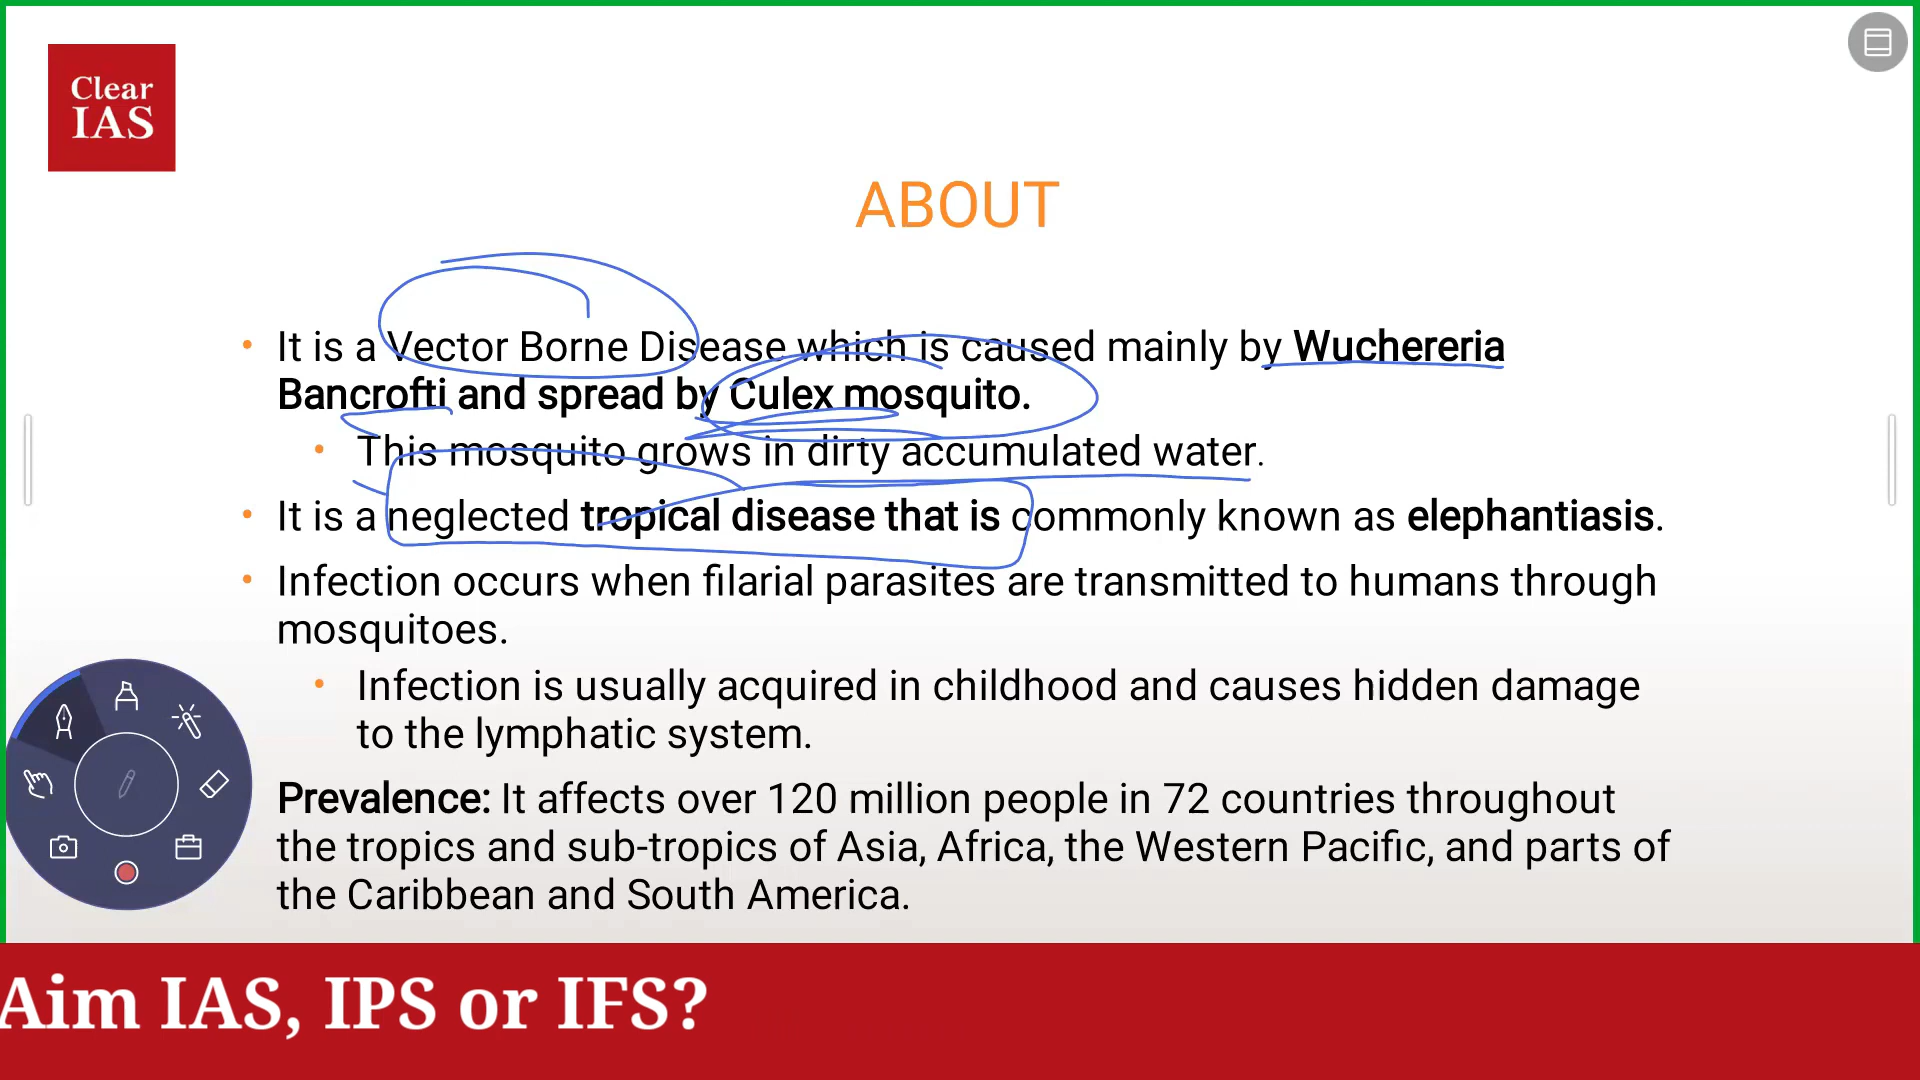 Clear
IAS
ABOUT
• It is a Vector Borne Disease which is caused mainly by Wuchereria
Bancrofti and spread by Culex mosquito.
• This mosquito grows in dirty accumulated water.
• It is a neglected tropical disease that is commonly known as elephantiasis.
• Infection occurs when filarial parasites are transmitted to humans through
mosquitoes.
• Infection is usually acquired in childhood and causes hidden damage
to the lymphatic system.
Prevalence: It affects over 120 million people in 72 countries throughout
the tropics and sub-tropics of Asia, Africa, the Western Pacific, and parts of
the Caribbean and South America.
Aim IAS, IPS or IFS?